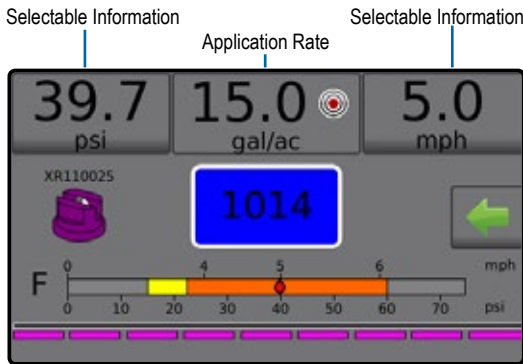 Selectable Information
Selectable Information
Application Rate
39.7
15.0
5.0
psi
gal/ac
mph
XR110025
1014
F
0 4 5 6 mph
0 10 20 30 40 50 60 70 psi